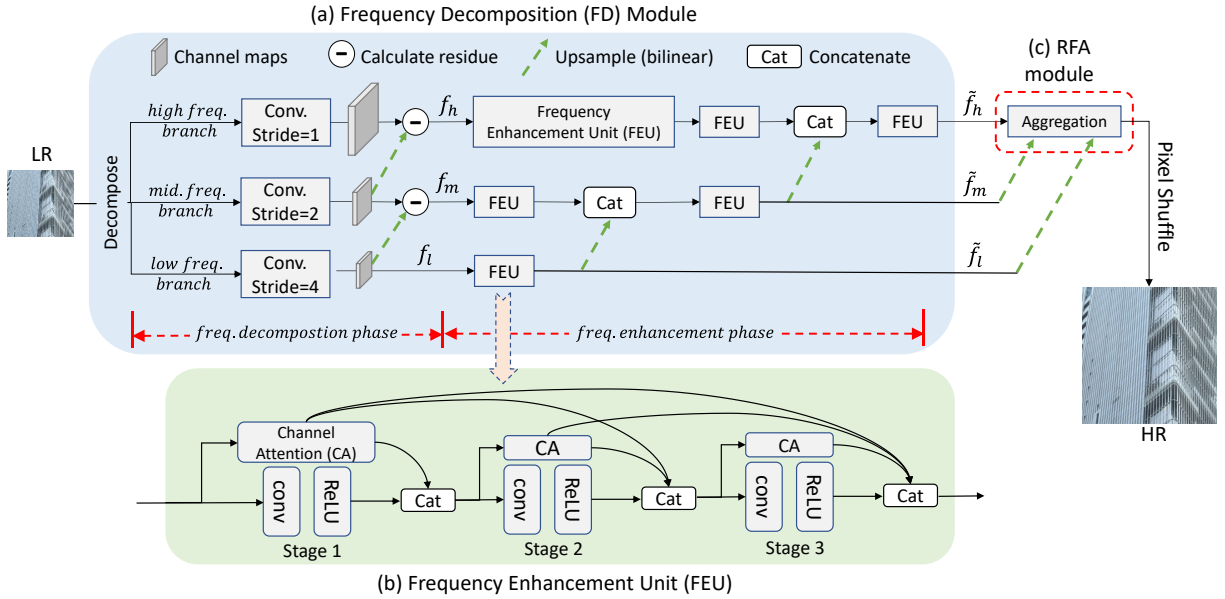 (a) Frequency Decomposition (FD) Module
Channel maps
Calculate residue
Upsample (bilinear)
Cat
Concatenate
(c) RFA
module
LR
Decompose
high freq.
branch
Conv.
Stride=1
f_h
Frequency
Enhancement Unit (FEU)
FEU
Cat
FEU
f̃_h
Aggregation
mid. freq.
branch
Conv.
Stride=2
f_m
FEU
Cat
FEU
f̃_m
low freq.
branch
Conv.
Stride=4
f_l
FEU
f̃_l
Pixel Shuffle
freq. decompostion phase
freq. enhancement phase
HR
Channel
Attention (CA)
conv
ReLU
Cat
Stage 1
CA
conv
ReLU
Cat
Stage 2
CA
conv
ReLU
Cat
Stage 3
(b) Frequency Enhancement Unit (FEU)